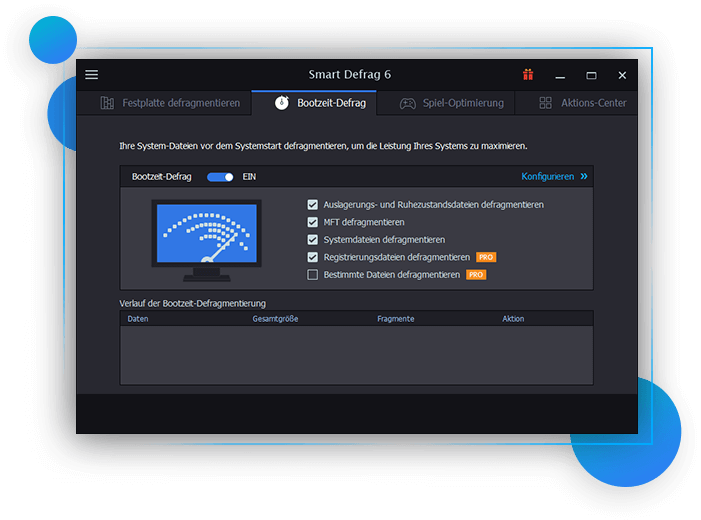 Smart Defrag 6
Festplatte defragmentieren Bootzeit-Defrag Spiel-Optimierung Aktions-Center
Ihre System-Dateien vor dem Systemstart defragmentieren, um die Leistung Ihres Systems zu maximieren.
Bootzeit-Defrag EIN Konfigurieren »
Auslagerungs- und Ruhezustandsdateien defragmentieren
MFT defragmentieren
Systemdateien defragmentieren
Registrierungsdateien defragmentieren PRO
Bestimmte Dateien defragmentieren PRO
Verlauf der Bootzeit-Defragmentierung
Daten Gesamtgröße Fragmente Aktion